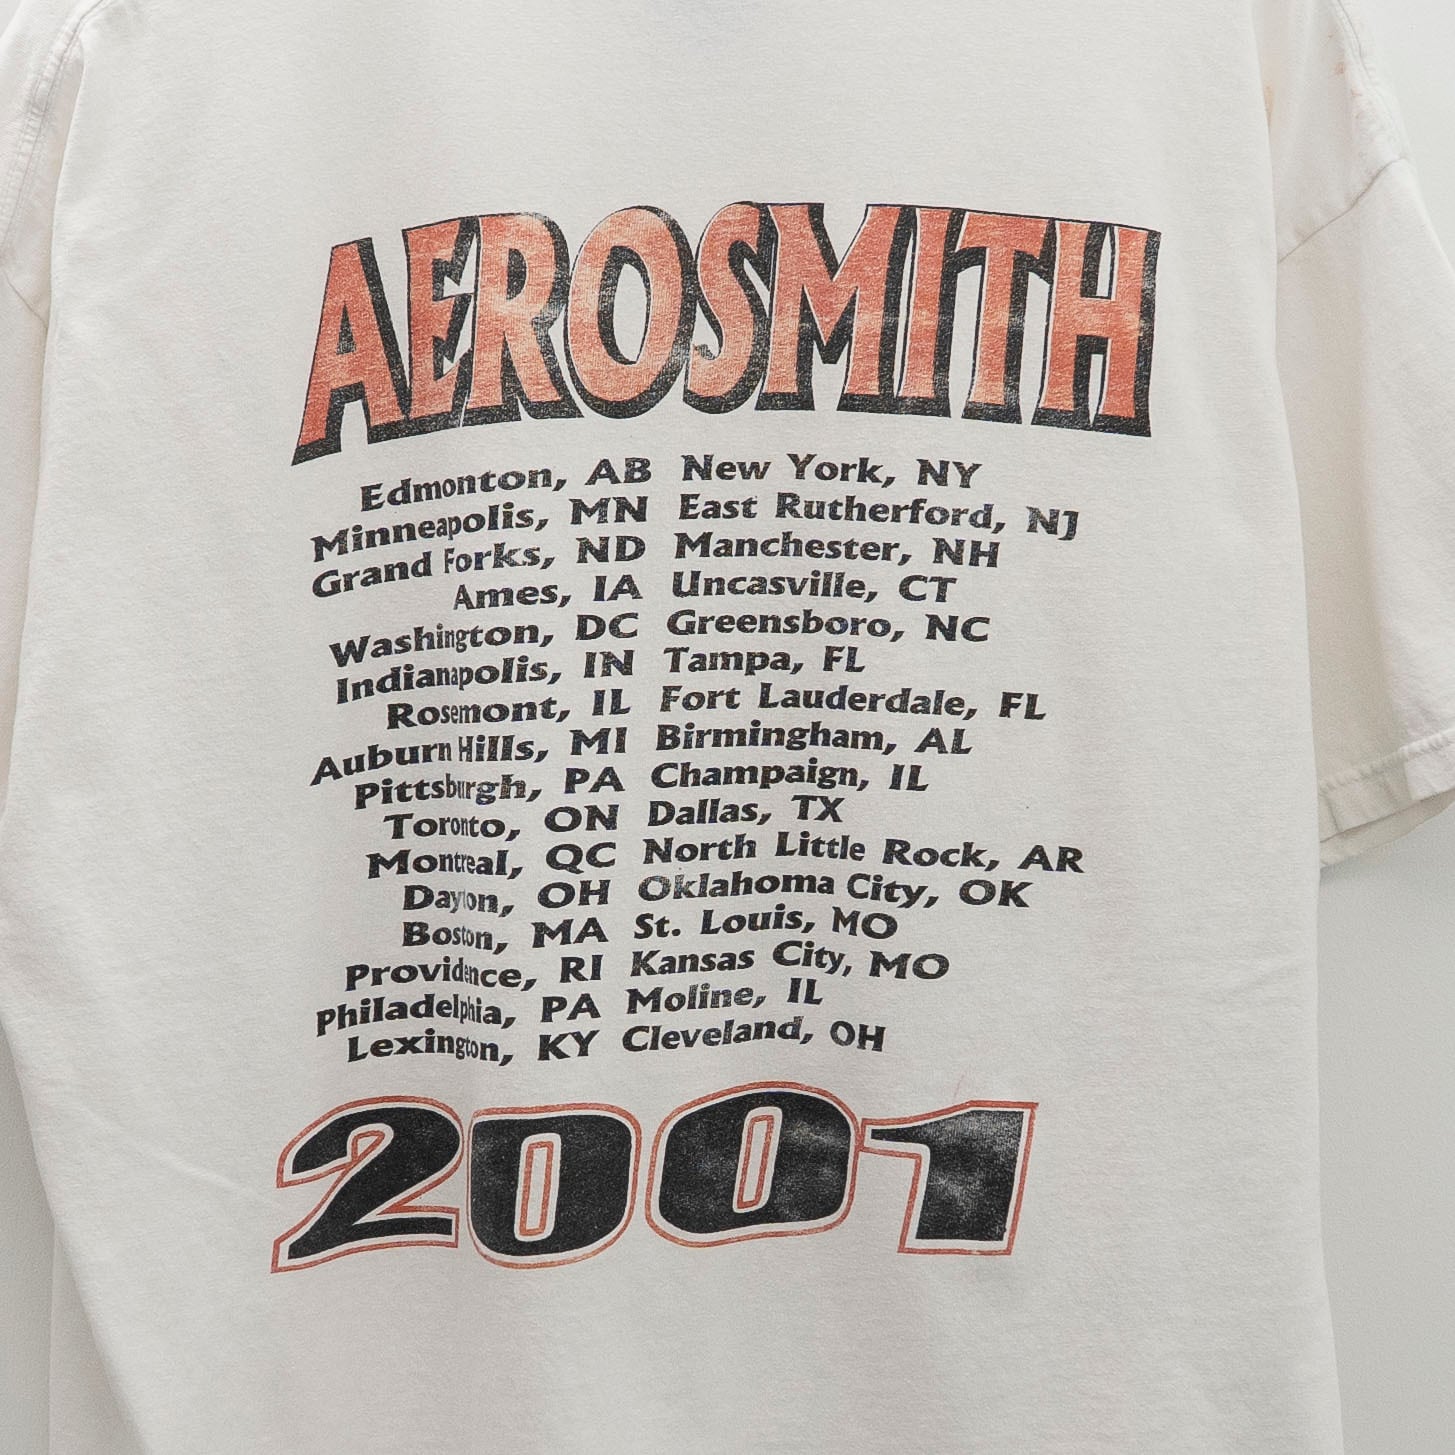 AEROSMITH
Edmonton, AB New York, NY
Minneapolis, MN East Rutherford, NJ
Grand Forks, ND Manchester, NH
Ames, IA Uncasville, CT
Washington, DC Greensboro, NC
Indianapolis, IN Tampa, FL
Rosemont, IL Fort Lauderdale, FL
Auburn Hills, MI Birmingham, AL
Pittsburgh, PA Champaign, IL
Toronto, ON Dallas, TX
Montreal, QC North Little Rock, AR
Dayton, OH Oklahoma City, OK
Boston, MA St. Louis, MO
Providence, RI Kansas City, MO
Philadelphia, PA Moline, IL
Lexington, KY Cleveland, OH
2001